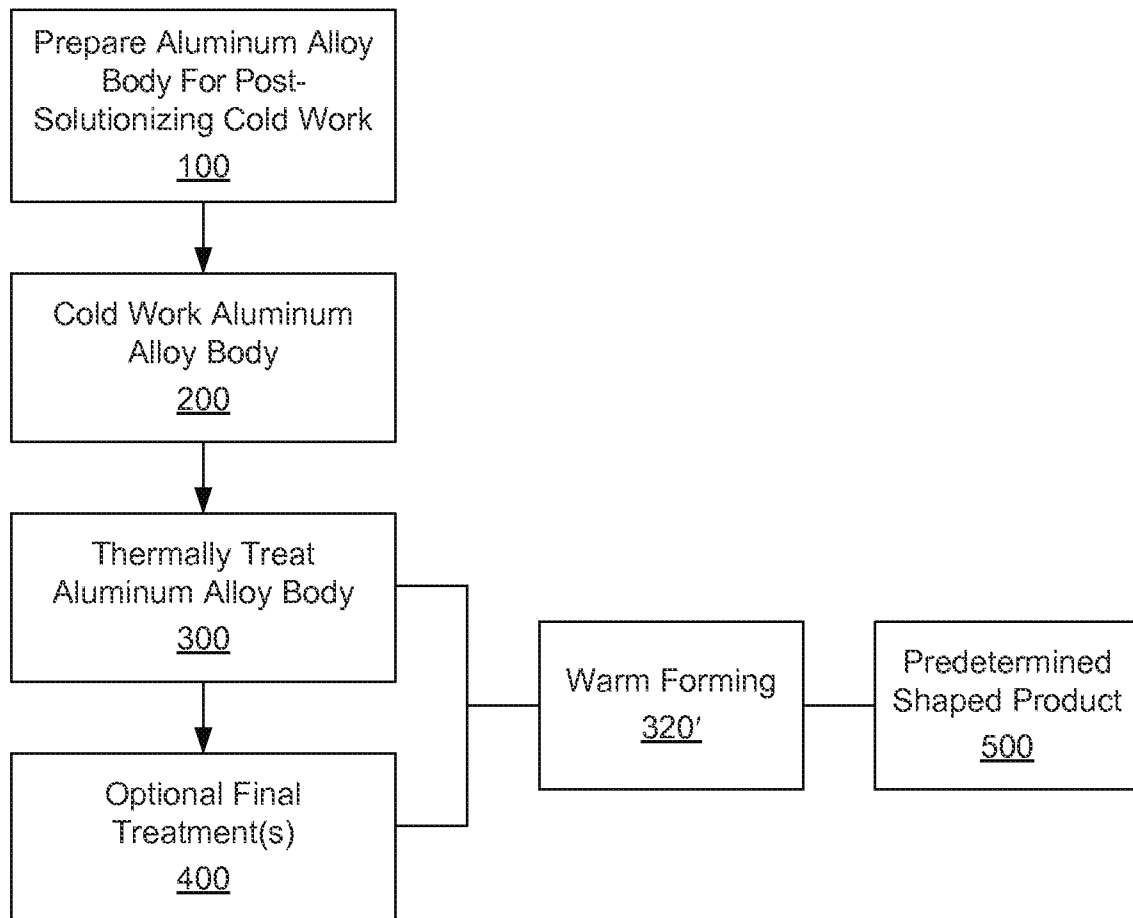 Prepare Aluminum Alloy
Body For Post-
Solutionizing Cold Work
100
Cold Work Aluminum
Alloy Body
200
Thermally Treat
Aluminum Alloy Body
300
Optional Final
Treatment(s)
400
Warm Forming
320′
Predetermined
Shaped Product
500